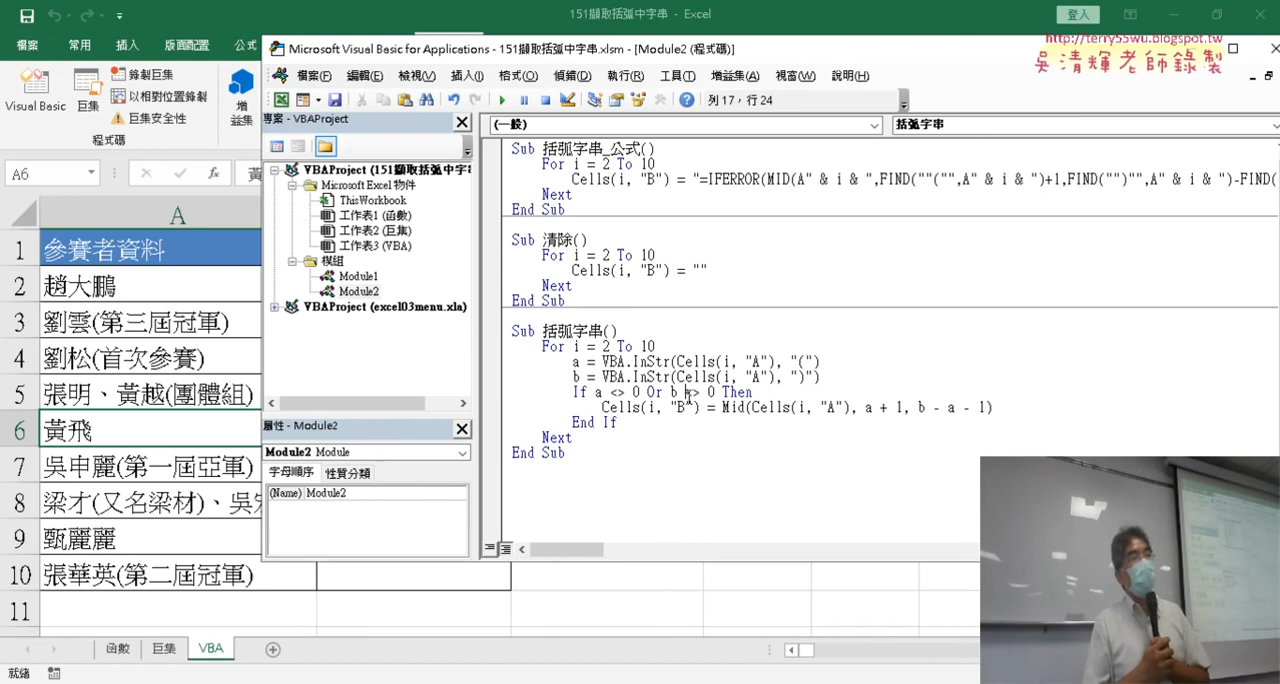 151擷取括弧中字串 - Excel
登入
檔案
常用
插入
版面配置
公式
http://terry55wu.blogspot.tw
吳清輝老師錄製
Visual Basic
巨集
錄製巨集
以相對位置錄製
巨集安全性
增益集
程式碼
A6
fx
Microsoft Visual Basic for Applications - 151擷取括弧中字串.xlsm - [Module2 (程式碼)]
檔案(F) 編輯(E) 檢視(V) 插入(I) 格式(O) 偵錯(D) 執行(R) 工具(T) 增益集(A) 視窗(W) 說明(H)
列 17，行 24
專案 - VBAProject
VBAProject (151擷取括弧中字串
Microsoft Excel 物件
ThisWorkbook
工作表1 (函數)
工作表2 (巨集)
工作表3 (VBA)
模組
Module1
Module2
VBAProject (excel03menu.xla)
屬性 - Module2
Module2 Module
字母順序 性質分類
(Name) Module2
(一般)
括弧字串
Sub 括弧字串_公式()
For i = 2 To 10
Cells(i, "B") = "=IFERROR(MID(A" & i & ",FIND(""("",A" & i & ")+1,FIND("")"",A" & i & ")-FIND(
Next
End Sub
Sub 清除()
For i = 2 To 10
Cells(i, "B") = ""
Next
End Sub
Sub 括弧字串()
For i = 2 To 10
a = VBA.InStr(Cells(i, "A"), "(")
b = VBA.InStr(Cells(i, "A"), ")")
If a <> 0 Or b <> 0 Then
Cells(i, "B") = Mid(Cells(i, "A"), a + 1, b - a - 1)
End If
Next
End Sub
A
1 參賽者資料
2 趙大鵬
3 劉雲(第三屆冠軍)
4 劉松(首次參賽)
5 張明、黃越(團體組)
6 黃飛
7 吳申麗(第一屆亞軍)
8 梁才(又名梁材)、吳
9 甄麗麗
10 張華英(第二屆冠軍)
11
函數
巨集
VBA
就緒